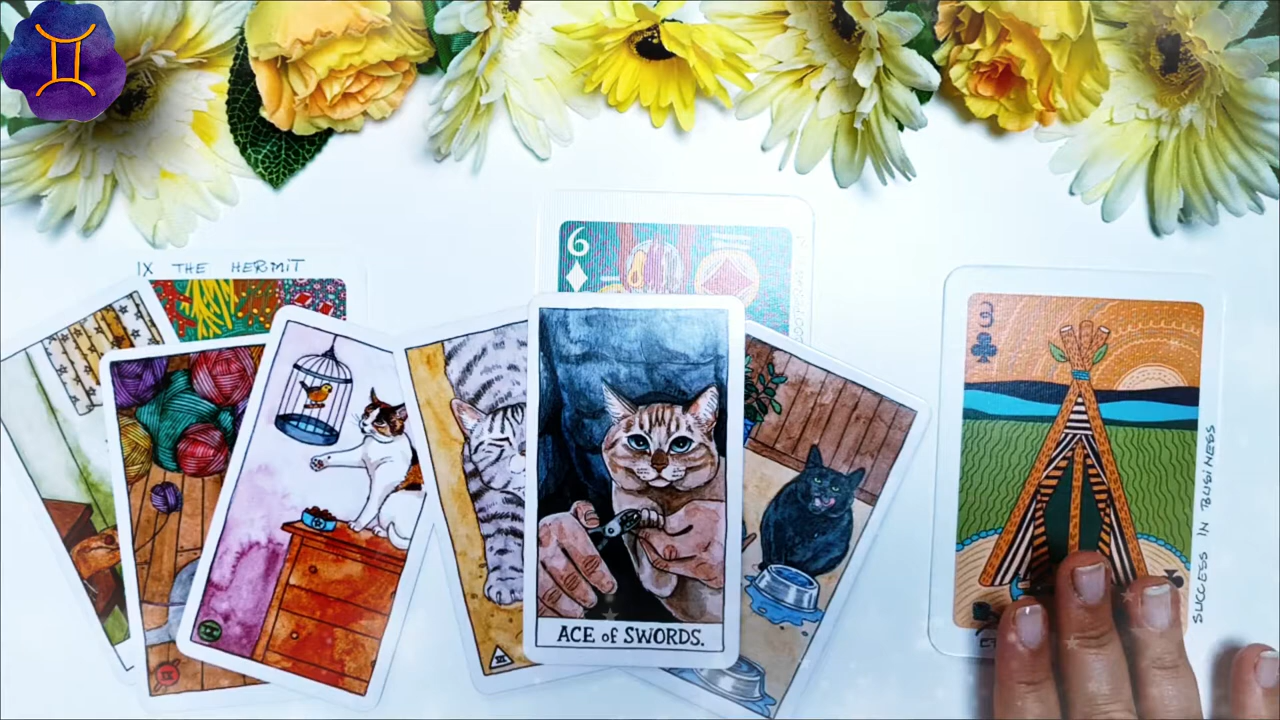 IX THE HERMIT
6
3
SUCCESS IN BUSINESS
ACE of SWORDS.